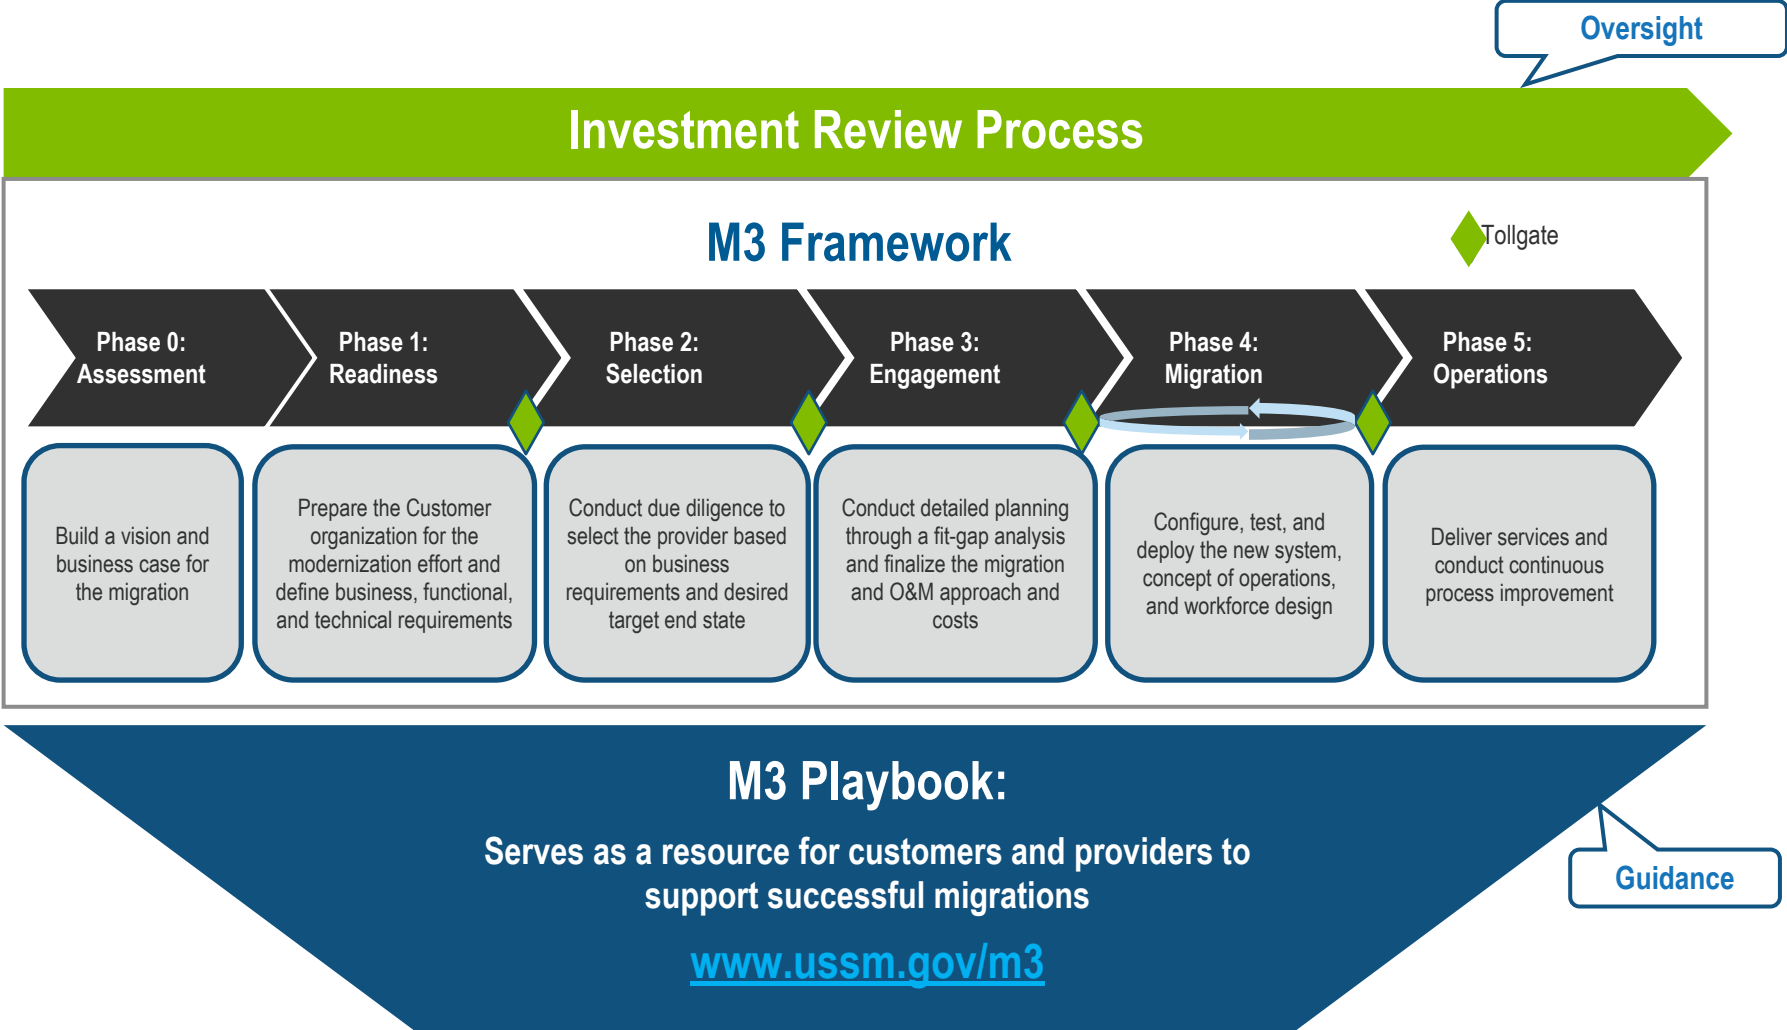 Oversight
Investment Review Process
M3 Framework
Tollgate
Phase 0:
Assessment
Phase 1:
Readiness
Phase 2:
Selection
Phase 3:
Engagement
Phase 4:
Migration
Phase 5:
Operations
Build a vision and
business case for
the migration
Prepare the Customer
organization for the
modernization effort and
define business, functional,
and technical requirements
Conduct due diligence to
select the provider based
on business
requirements and desired
target end state
Conduct detailed planning
through a fit-gap analysis
and finalize the migration
and O&M approach and
costs
Configure, test, and
deploy the new system,
concept of operations,
and workforce design
Deliver services and
conduct continuous
process improvement
M3 Playbook:
Serves as a resource for customers and providers to
support successful migrations
www.ussm.gov/m3
Guidance